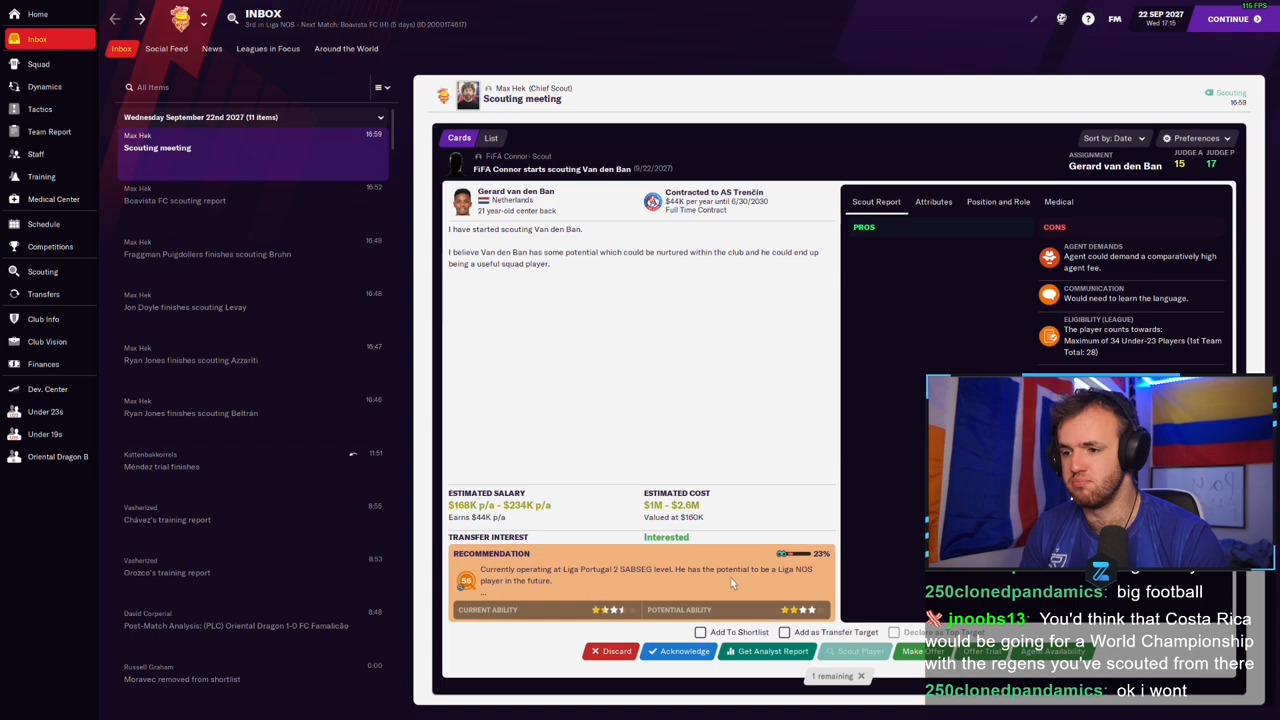 116 FPS
Home
Inbox
Squad
Dynamics
Tactics
Team Report
Staff
Training
Medical Center
Schedule
Competitions
Scouting
Transfers
Club Info
Club Vision
Finances
Dev. Center
Under 23s
Under 19s
Oriental Dragon B
INBOX
3rd in Liga NOS - Next Match: Boavista FC (H) (5 days) (ID:2000174617)
FM
22 SEP 2027
Wed 17:15
CONTINUE
Inbox Social Feed News Leagues in Focus Around the World
All Items
Wednesday September 22nd 2027 (11 items)
Max Hek 16:59
Scouting meeting
Max Hek 16:52
Boavista FC scouting report
Max Hek 16:49
Fraggman Puigdollers finishes scouting Bruhn
Max Hek 16:48
Jon Doyle finishes scouting Levay
Max Hek 16:47
Ryan Jones finishes scouting Azzariti
Max Hek 16:46
Ryan Jones finishes scouting Beltrán
Kattenbakkorrels 11:51
Méndez trial finishes
Vasherized 8:55
Chávez's training report
Vasherized 8:53
Orozco's training report
David Corperial 8:48
Post-Match Analysis: (PLC) Oriental Dragon 1-0 FC Famalicão
Russell Graham 0:00
Moravec removed from shortlist
Max Hek (Chief Scout)
Scouting meeting
Scouting
16:59
Cards List
Sort by: Date
Preferences
FiFA Connor - Scout
FiFA Connor starts scouting Van den Ban (9/22/2027)
ASSIGNMENT
Gerard van den Ban
JUDGE A
15
JUDGE P
17
Gerard van den Ban
Netherlands
21 year-old center back
Contracted to AS Trenčín
$44K per year until 6/30/2030
Full Time Contract
I have started scouting Van den Ban.
I believe Van den Ban has some potential which could be nurtured within the club and he could end up
being a useful squad player.
Scout Report Attributes Position and Role Medical
PROS
CONS
AGENT DEMANDS
Agent could demand a comparatively high
agent fee.
COMMUNICATION
Would need to learn the language.
ELIGIBILITY (LEAGUE)
The player counts towards:
Maximum of 34 Under-23 Players (1st Team
Total: 28)
ESTIMATED SALARY
$168K p/a - $234K p/a
Earns $44K p/a
ESTIMATED COST
$1M - $2.6M
Valued at $160K
TRANSFER INTEREST
Interested
RECOMMENDATION
23%
56
Currently operating at Liga Portugal 2 SABSEG level. He has the potential to be a Liga NOS
player in the future.
...
CURRENT ABILITY
POTENTIAL ABILITY
Add To Shortlist
Add as Transfer Target
Declare as Top Target
Discard
Acknowledge
Get Analyst Report
Scout Player
Make Offer
Offer Trial
Agent Availability
1 remaining
250clonedpandamics: big football
jnoobs13: You'd think that Costa Rica
would be going for a World Championship
with the regens you've scouted from there
250clonedpandamics: ok i wont